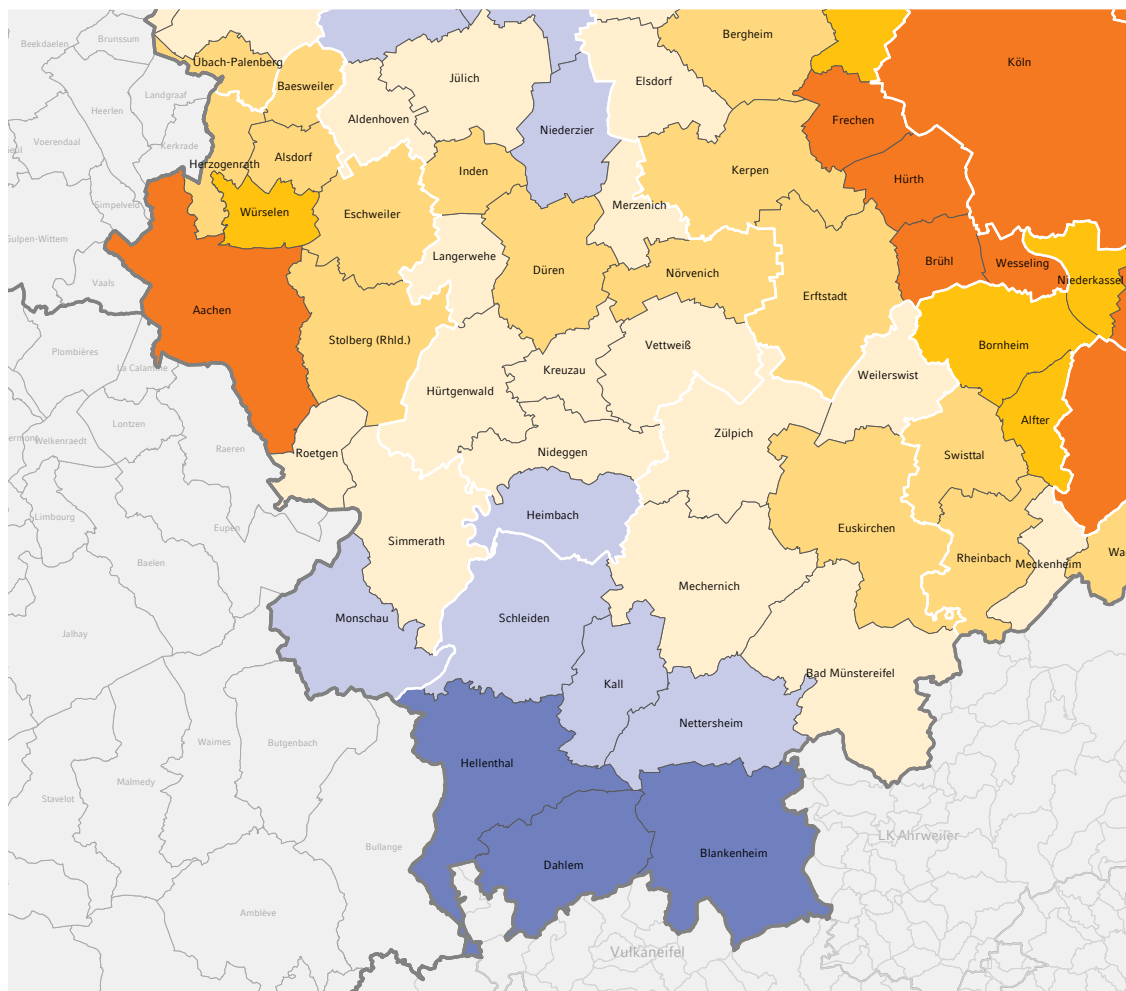 Beekdaelen
Brunssum
Übach-Palenberg
Baesweiler
Jülich
Elsdorf
Bergheim
Köln
Landgraaf
Heerlen
Aldenhoven
Niederzier
Frechen
Voerendaal
Kerkrade
Herzogenrath
Alsdorf
Inden
Kerpen
Hürth
Simpelveld
Würselen
Eschweiler
Merzenich
Gulpen-Wittem
Langerwehe
Düren
Nörvenich
Brühl
Wesseling
Niederkassel
Vaals
Aachen
Erftstadt
Stolberg (Rhld.)
Vettweiß
Bornheim
Plombières
La Calamine
Kreuzau
Weilerswist
Hürtgenwald
Lontzen
Welkenraedt
Raeren
Roetgen
Nideggen
Zülpich
Alfter
Swisttal
Limbourg
Eupen
Heimbach
Euskirchen
Baelen
Simmerath
Mechernich
Rheinbach
Meckenheim
Wa
Jalhay
Monschau
Schleiden
Kall
Bad Münstereifel
Nettersheim
Waimes
Butgenbach
Malmedy
Hellenthal
Stavelot
Bullange
Dahlem
Blankenheim
LK Ahrweiler
Amblève
Vulkaneifel